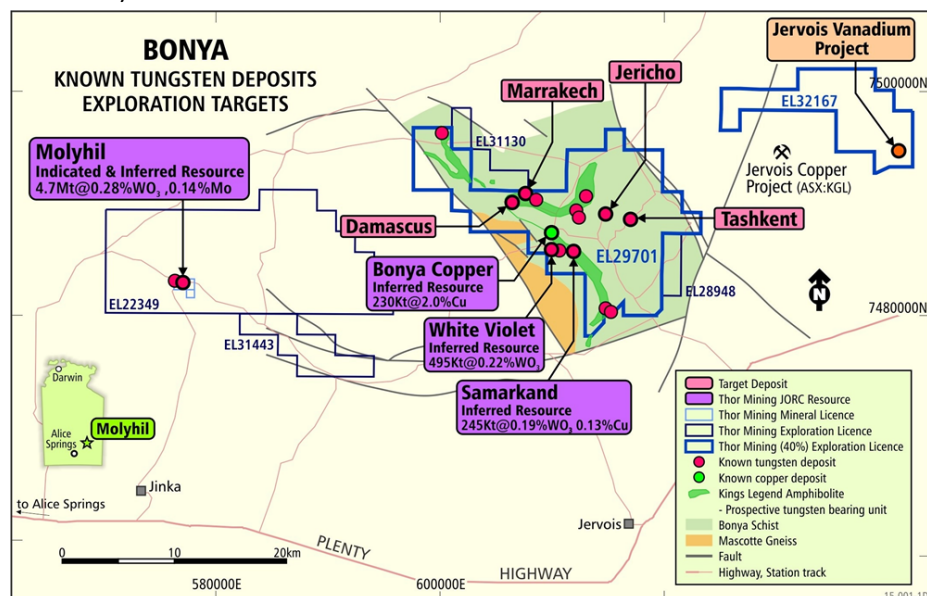 BONYA
KNOWN TUNGSTEN DEPOSITS
EXPLORATION TARGETS
Jervois Vanadium
Project
7500000N
EL32167
Marrakech
Jericho
EL31130
Molyhil
Indicated & Inferred Resource
4.7Mt@0.28%WO3 ,0.14%Mo
Jervois Copper
Project (ASX:KGL)
Damascus
Tashkent
Bonya Copper
Inferred Resource
230Kt@2.0%Cu
EL29701
EL28948
N
EL22349
7480000N
White Violet
Inferred Resource
495Kt@0.22%WO3
EL31443
Samarkand
Inferred Resource
245Kt@0.19%WO3 0.13%Cu
Darwin
Alice
Springs
Molyhil
Jinka
to Alice Springs
Jervois
0 10 20km
PLENTY
HIGHWAY
580000E
600000E
Target Deposit
Thor Mining JORC Resource
Thor Mining Mineral Licence
Thor Mining Exploration Licence
Thor Mining (40%) Exploration Licence
Known tungsten deposit
Known copper deposit
Kings Legend Amphibolite
- Prospective tungsten bearing unit
Bonya Schist
Mascotte Gneiss
Fault
Highway, Station track